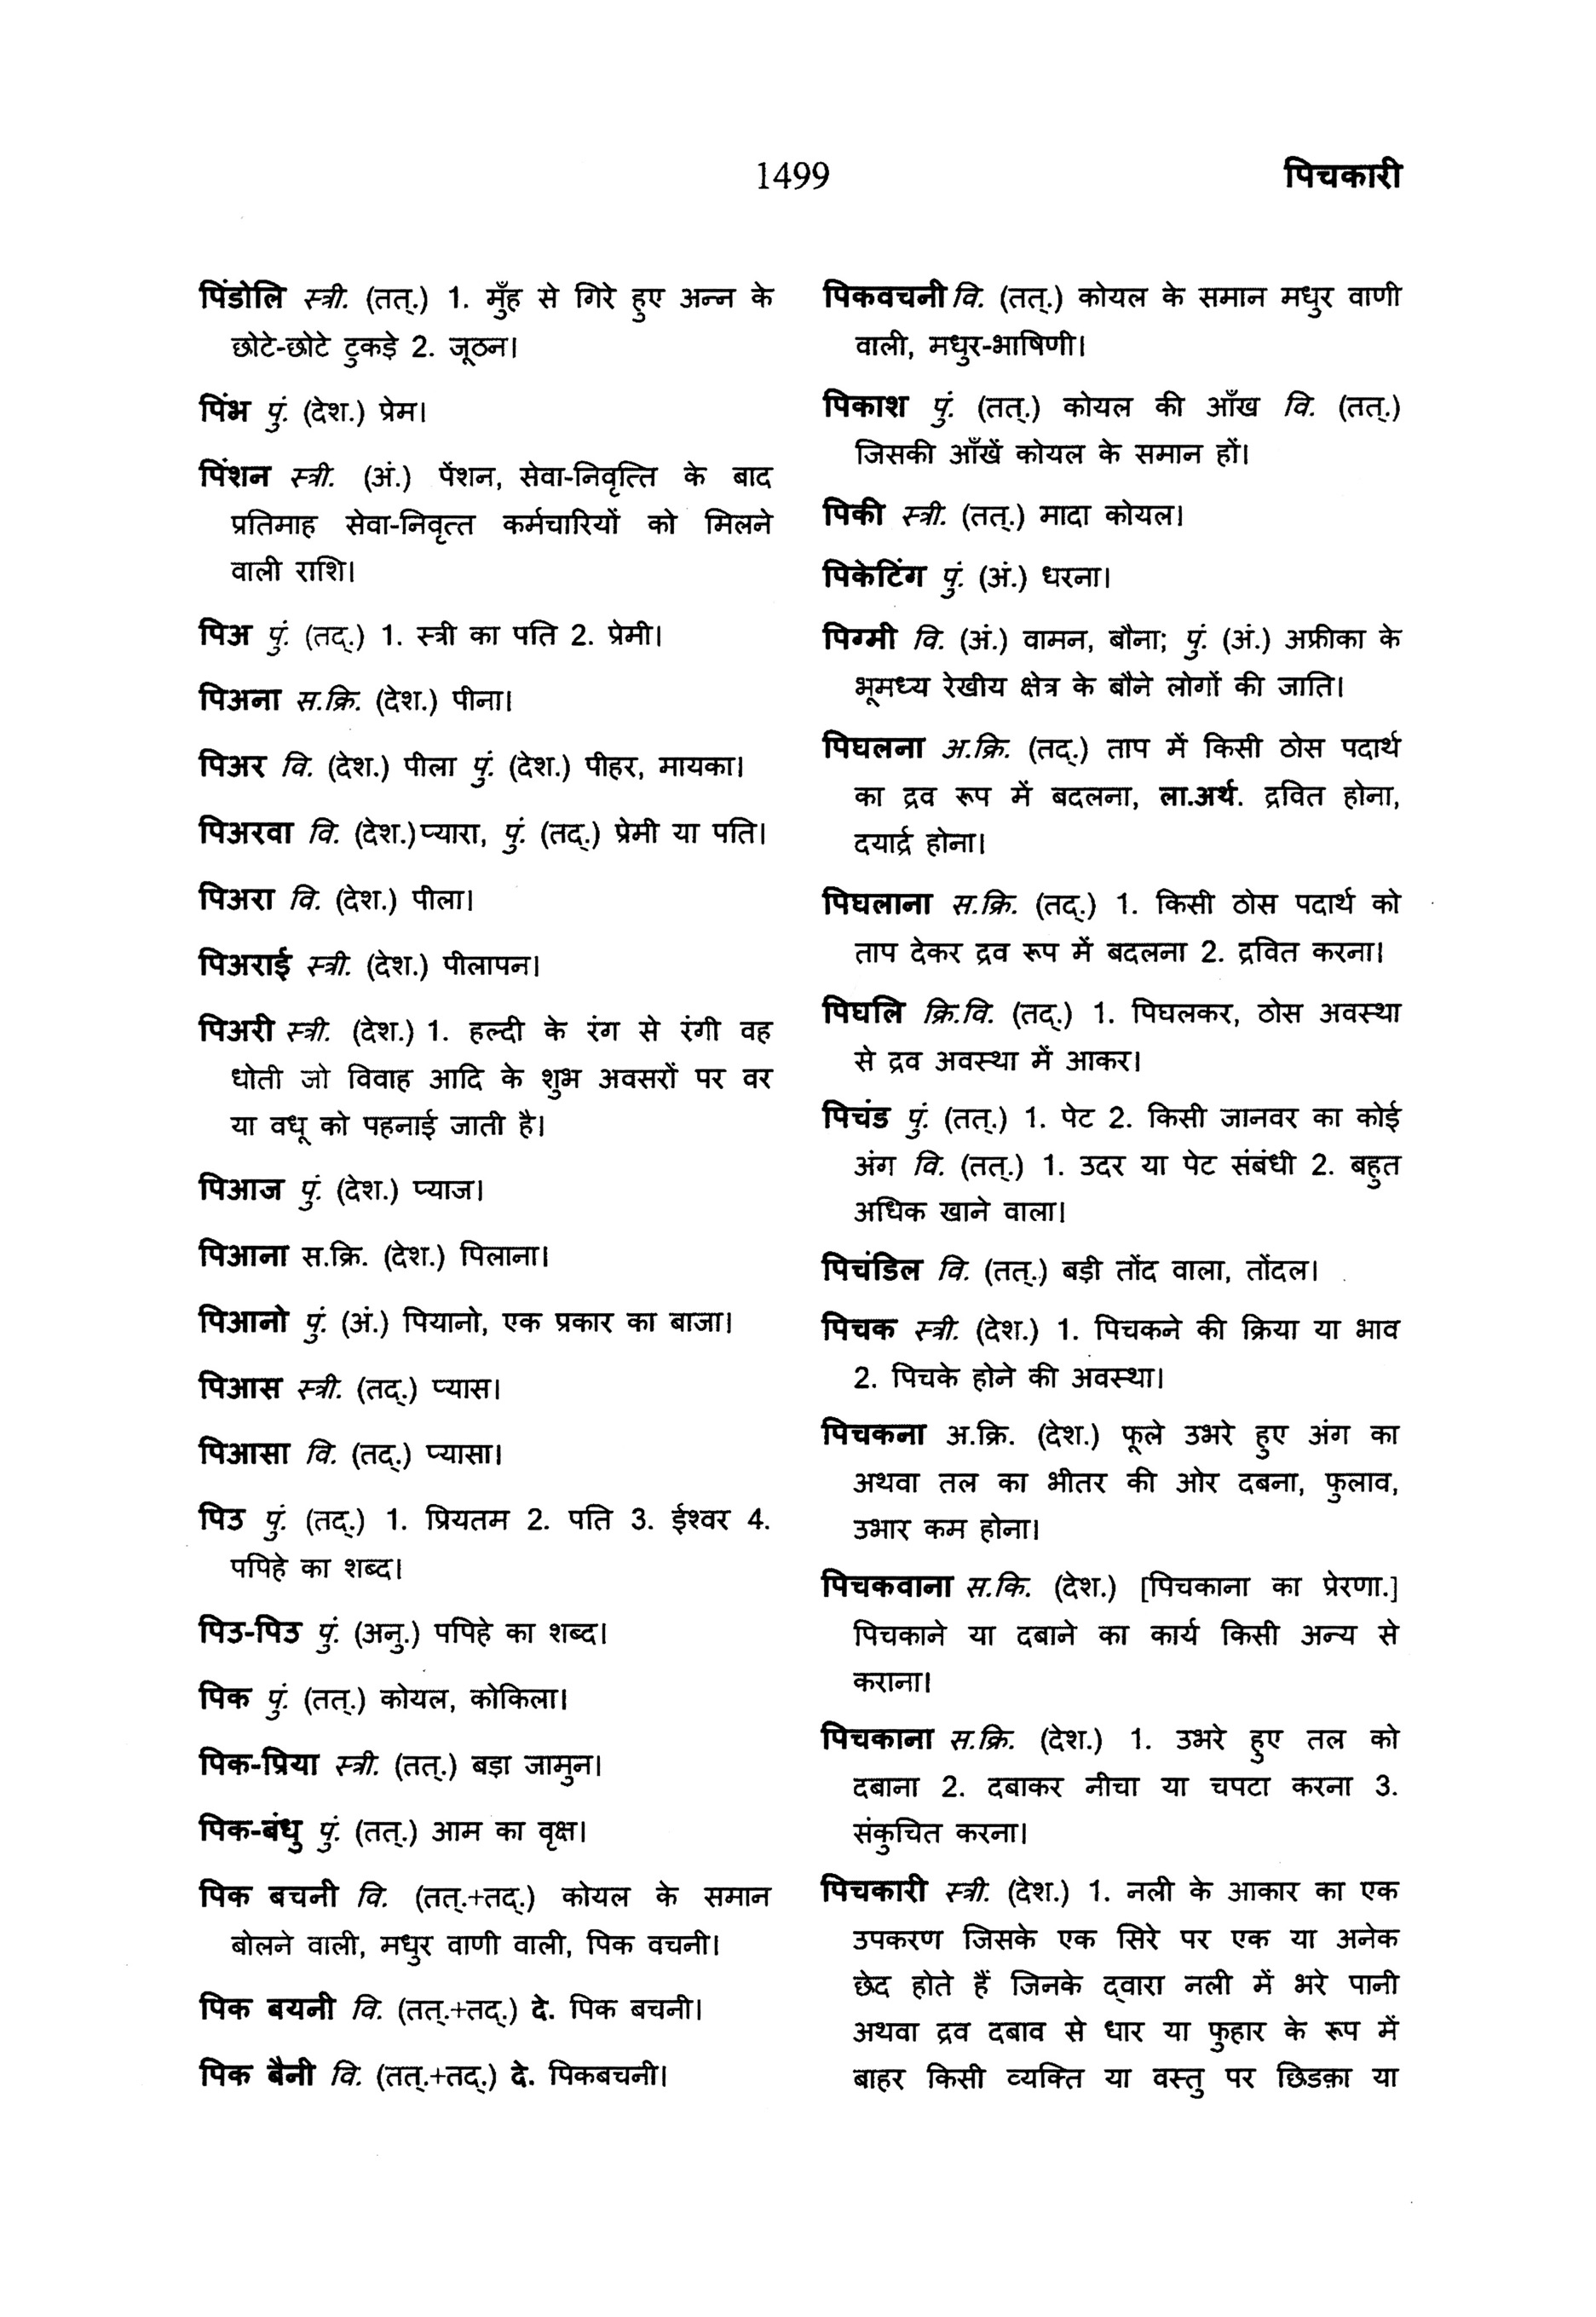 1499
पिचकारी
पिंडोलि स्त्री. (तत्.) 1. मुँह से गिरे हुए अन्न के
छोटे-छोटे टुकड़े 2. जूठन।
पिंभ पुं. (देश.) प्रेम।
पिंशन स्त्री. (अं.) पेंशन, सेवा-निवृत्ति के बाद
प्रतिमाह सेवा-निवृत्त कर्मचारियों को मिलने
वाली राशि।
पिअ पुं. (तद्.) 1. स्त्री का पति 2. प्रेमी।
पिअना स.क्रि. (देश.) पीना।
पिअर वि. (देश.) पीला पुं. (देश.) पीहर, मायका।
पिअरवा वि. (देश.)प्यारा, पुं. (तद्.) प्रेमी या पति।
पिअरा वि. (देश.) पीला।
पिअराई स्त्री. (देश.) पीलापन।
पिअरी स्त्री. (देश.) 1. हल्दी के रंग से रंगी वह
धोती जो विवाह आदि के शुभ अवसरों पर वर
या वधू को पहनाई जाती है।
पिआज पुं. (देश.) प्याज।
पिआना स.क्रि. (देश.) पिलाना।
पिआनो पुं. (अं.) पियानो, एक प्रकार का बाजा।
पिआस स्त्री. (तद्.) प्यास।
पिआसा वि. (तद्.) प्यासा।
पिउ पुं. (तद्.) 1. प्रियतम 2. पति 3. ईश्वर 4.
पपिहे का शब्द।
पिउ-पिउ पुं. (अनु.) पपिहे का शब्द।
पिक पुं. (तत्.) कोयल, कोकिला।
पिक-प्रिया स्त्री. (तत्.) बड़ा जामुन।
पिक-बंधु पुं. (तत्.) आम का वृक्ष।
पिक बचनी वि. (तत्.+तद्.) कोयल के समान
बोलने वाली, मधुर वाणी वाली, पिक वचनी।
पिक बयनी वि. (तत्.+तद्.) दे. पिक बचनी।
पिक बैनी वि. (तत्.+तद्.) दे. पिकबचनी।
पिकवचनी वि. (तत्.) कोयल के समान मधुर वाणी
वाली, मधुर-भाषिणी।
पिकाश पुं. (तत्.) कोयल की आँख वि. (तत्.)
जिसकी आँखें कोयल के समान हों।
पिकी स्त्री. (तत्.) मादा कोयल।
पिकेटिंग पुं. (अं.) धरना।
पिग्मी वि. (अं.) वामन, बौना; पुं. (अं.) अफ्रीका के
भूमध्य रेखीय क्षेत्र के बौने लोगों की जाति।
पिघलना अ.क्रि. (तद्.) ताप में किसी ठोस पदार्थ
का द्रव रूप में बदलना, ला.अर्थ. द्रवित होना,
दयार्द्र होना।
पिघलाना स.क्रि. (तद्.) 1. किसी ठोस पदार्थ को
ताप देकर द्रव रूप में बदलना 2. द्रवित करना।
पिघलि क्रि.वि. (तद्.) 1. पिघलकर, ठोस अवस्था
से द्रव अवस्था में आकर।
पिचंड पुं. (तत्.) 1. पेट 2. किसी जानवर का कोई
अंग वि. (तत्.) 1. उदर या पेट संबंधी 2. बहुत
अधिक खाने वाला।
पिचंडिल वि. (तत्.) बड़ी तोंद वाला, तोंदल।
पिचक स्त्री. (देश.) 1. पिचकने की क्रिया या भाव
2. पिचके होने की अवस्था।
पिचकना अ.क्रि. (देश.) फूले उभरे हुए अंग का
अथवा तल का भीतर की ओर दबना, फुलाव,
उभार कम होना।
पिचकवाना स.कि. (देश.) [पिचकाना का प्रेरणा.]
पिचकाने या दबाने का कार्य किसी अन्य से
कराना।
पिचकाना स.क्रि. (देश.) 1. उभरे हुए तल को
दबाना 2. दबाकर नीचा या चपटा करना 3.
संकुचित करना।
पिचकारी स्त्री. (देश.) 1. नली के आकार का एक
उपकरण जिसके एक सिरे पर एक या अनेक
छेद होते हैं जिनके द्वारा नली में भरे पानी
अथवा द्रव दबाव से धार या फुहार के रूप में
बाहर किसी व्यक्ति या वस्तु पर छिडक़ा या